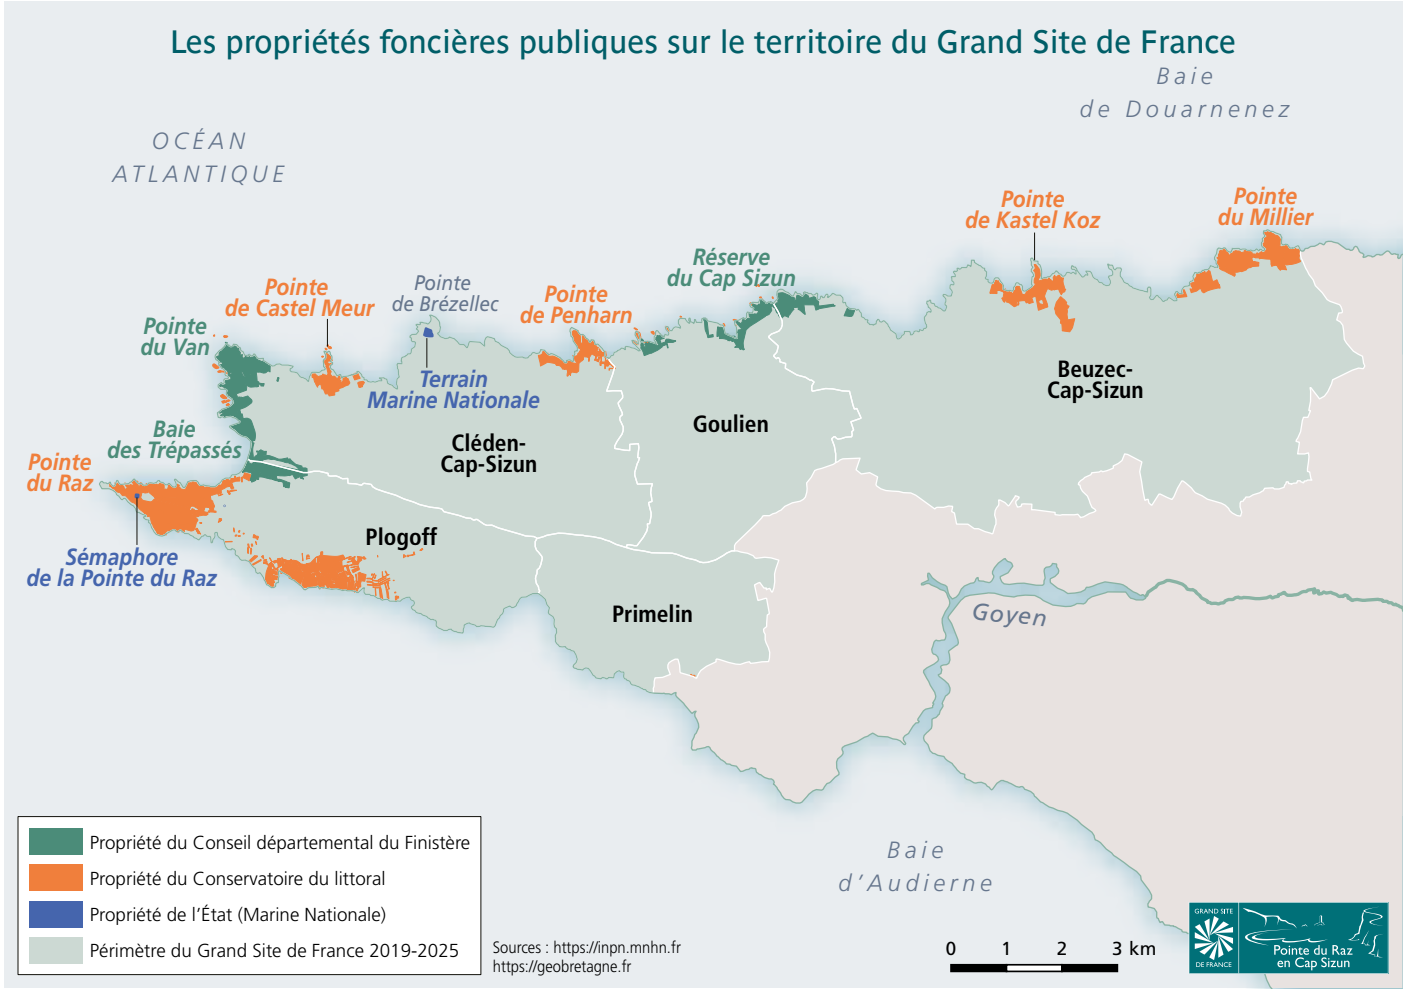 Les propriétés foncières publiques sur le territoire du Grand Site de France
Baie
de Douarnenez
OCÉAN
ATLANTIQUE
Pointe
du Millier
Pointe
de Kastel Koz
Réserve
du Cap Sizun
Pointe
de Brézellec
Pointe
de Castel Meur
Pointe
de Penharn
Pointe
du Van
Terrain
Marine Nationale
Beuzec-
Cap-Sizun
Goulien
Cléden-
Cap-Sizun
Baie
des Trépassés
Pointe
du Raz
Plogoff
Sémaphore
de la Pointe du Raz
Primelin
Goyen
Baie
d'Audierne
Propriété du Conseil départemental du Finistère
Propriété du Conservatoire du littoral
Propriété de l'État (Marine Nationale)
Périmètre du Grand Site de France 2019-2025
Sources : https://inpn.mnhn.fr
https://geobretagne.fr
0 1 2 3 km
GRAND SITE
DE FRANCE
Pointe du Raz
en Cap Sizun